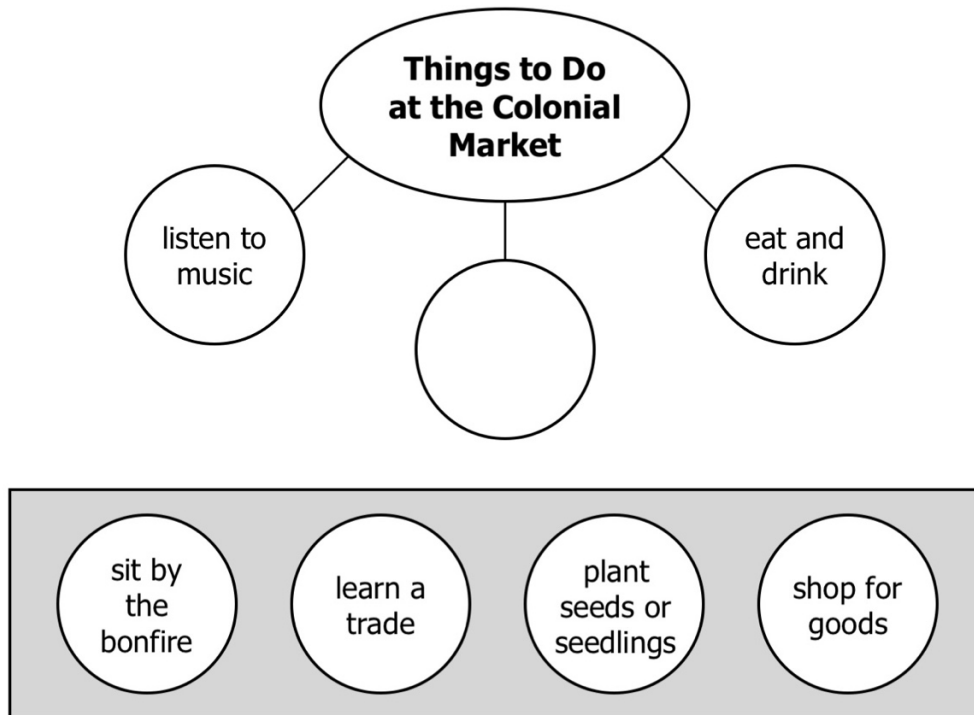 Things to Do
at the Colonial
Market
listen to
music
eat and
drink
sit by
the
bonfire
learn a
trade
plant
seeds or
seedlings
shop for
goods